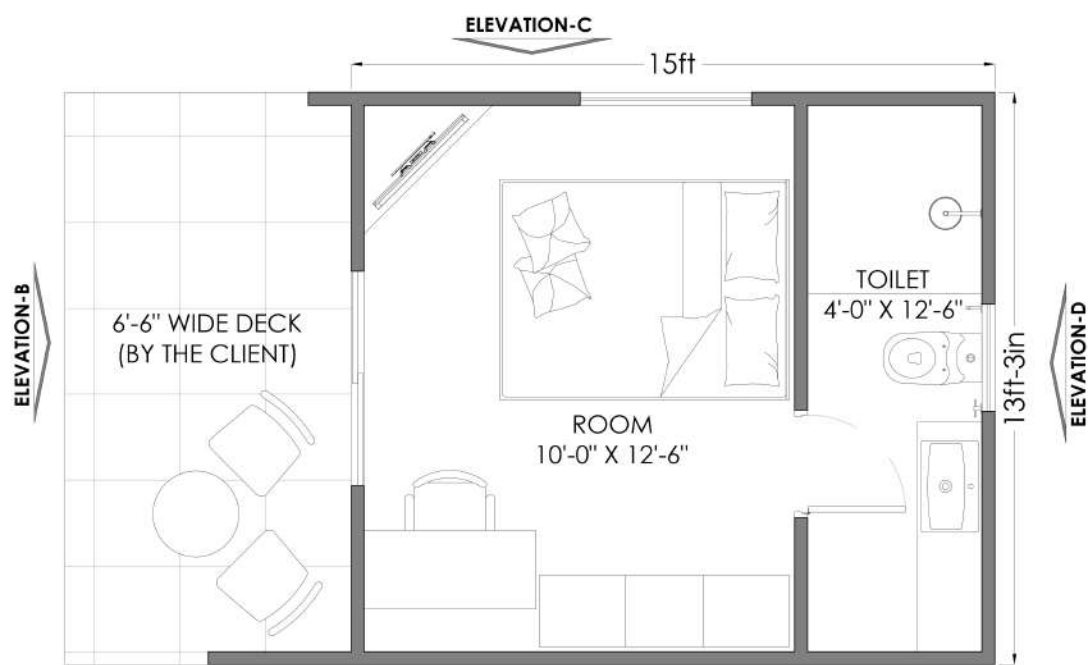 ELEVATION-C
15ft
ELEVATION-B
6'-6" WIDE DECK
(BY THE CLIENT)
TOILET
4'-0" X 12'-6"
13ft-3in
ELEVATION-D
ROOM
10'-0" X 12'-6"